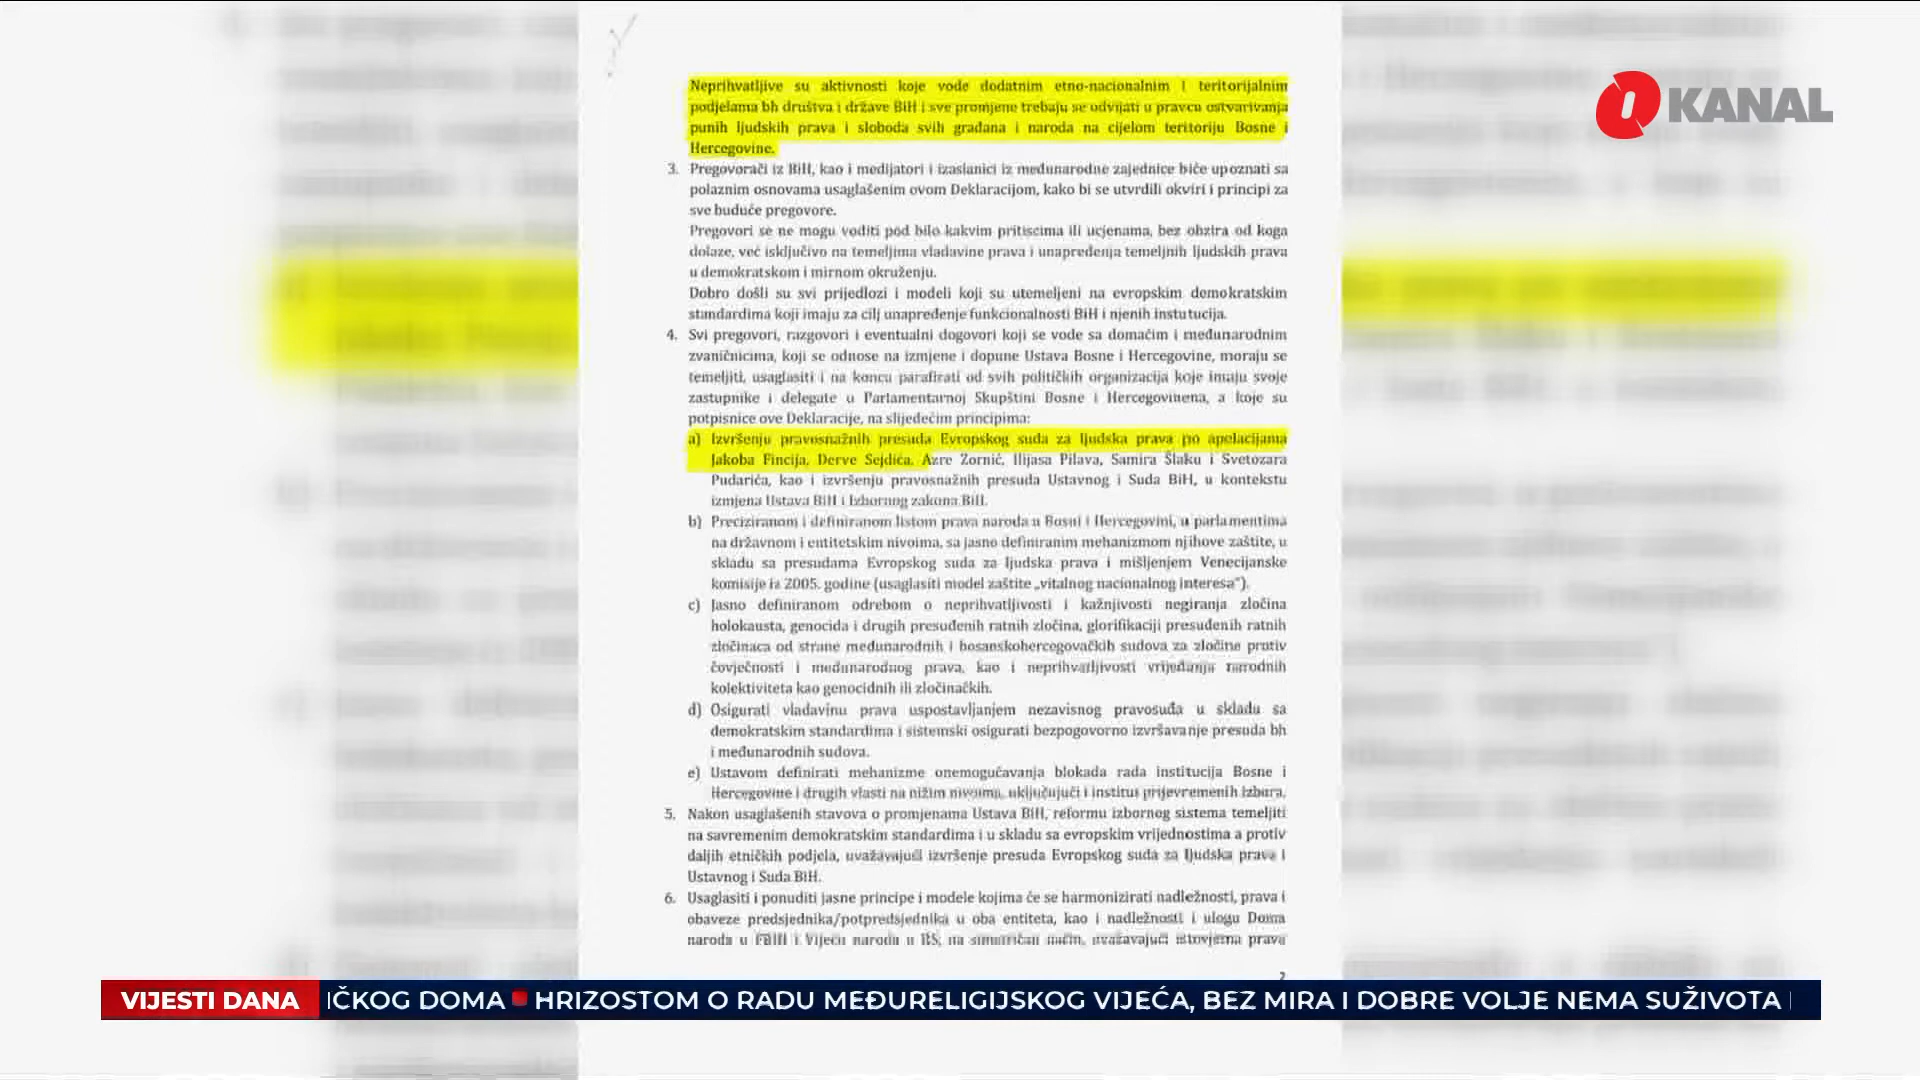 Neprihvatljive su aktivnosti koje vode dodatnim etno-nacionalnim i teritorijalnim
podjelama bh društva i države BiH i sve promjene trebaju se odvijati u pravcu ostvarivanja
punih ljudskih prava i sloboda svih građana i naroda na cijelom teritoriju Bosne i
Hercegovine.
3. Pregovorači iz BiH, kao i medijatori i izaslanici iz međunarodne zajednice biće upoznati sa
polaznim osnovama usaglašenim ovom Deklaracijom, kako bi se utvrdili okviri i principi za
sve buduće pregovore.
Pregovori se ne mogu voditi pod bilo kakvim pritiscima ili ucjenama, bez obzira od koga
dolaze, već isključivo na temeljima vladavine prava i unapređenja temeljnih ljudskih prava
u demokratskom i mirnom okruženju.
Dobro došli su svi prijedlozi i modeli koji su utemeljeni na evropskim demokratskim
standardima koji imaju za cilj unapređenje funkcionalnosti BiH i njenih instutucija.
4. Svi pregovori, razgovori i eventualni dogovori koji se vode sa domaćim i međunarodnim
zvaničnicima, koji se odnose na izmjene i dopune Ustava Bosne i Hercegovine, moraju se
temeljiti, usaglasiti i na koncu parafirati od svih političkih organizacija koje imaju svoje
zastupnike i delegate u Parlamentarnoj Skupštini Bosne i Hercegovinena, a koje su
potpisnice ove Deklaracije, na slijedećim principima:
a) Izvršenju pravosnažnih presuda Evropskog suda za ljudska prava po apelacijama
Jakoba Fincija, Derve Sejdića, Azre Zornić, Ilijasa Pilava, Samira Šlaku i Svetozara
Pudarića, kao i izvršenju pravosnažnih presuda Ustavnog i Suda BiH, u kontekstu
izmjena Ustava BiH i Izbornog zakona BiH.
b) Preciziranom i definiranom listom prava naroda u Bosni i Hercegovini, u parlamentima
na državnom i entitetskim nivoima, sa jasno definiranim mehanizmom njihove zaštite, u
skladu sa presudama Evropskog suda za ljudska prava i mišljenjem Venecijanske
komisije iz 2005. godine (usaglasiti model zaštite „vitalnog nacionalnog interesa“).
c) Jasno definiranom odrebom o neprihvatljivosti i kažnjivosti negiranja zločina
holokausta, genocida i drugih presuđenih ratnih zločina, glorifikaciji presuđenih ratnih
zločinaca od strane međunarodnih i bosanskohercegovačkih sudova za zločine protiv
čovječnosti i međunarodnog prava, kao i neprihvatljivosti vrijeđanja narodnih
kolektiviteta kao genocidnih ili zločinačkih.
d) Osigurati vladavinu prava uspostavljanjem nezavisnog pravosuđa u skladu sa
demokratskim standardima i sistemski osigurati bezpogovorno izvršavanje presuda bh
i međunarodnih sudova.
e) Ustavom definirati mehanizme onemogućavanja blokada rada institucija Bosne i
Hercegovine i drugih vlasti na nižim nivoima, uključujući i institut prijevremenih izbora.
5. Nakon usaglašenih stavova o promjenama Ustava BiH, reformu izbornog sistema temeljiti
na savremenim demokratskim standardima i u skladu sa evropskim vrijednostima a protiv
daljih etničkih podjela, uvažavajući izvršenje presuda Evropskog suda za ljudska prava i
Ustavnog i Suda BiH.
6. Usaglasiti i ponuditi jasne principe i modele kojima će se harmonizirati nadležnosti, prava i
obaveze predsjednika/potpredsjednika u oba entiteta, kao i nadležnosti i ulogu Doma
naroda u FBiH i Vijeću naroda u RS, na simetričan način, uvažavajući istovjetna prava
2
O KANAL
VIJESTI DANA
IČKOG DOMA HRIZOSTOM O RADU MEĐURELIGIJSKOG VIJEĆA, BEZ MIRA I DOBRE VOLJE NEMA SUŽIVOTA